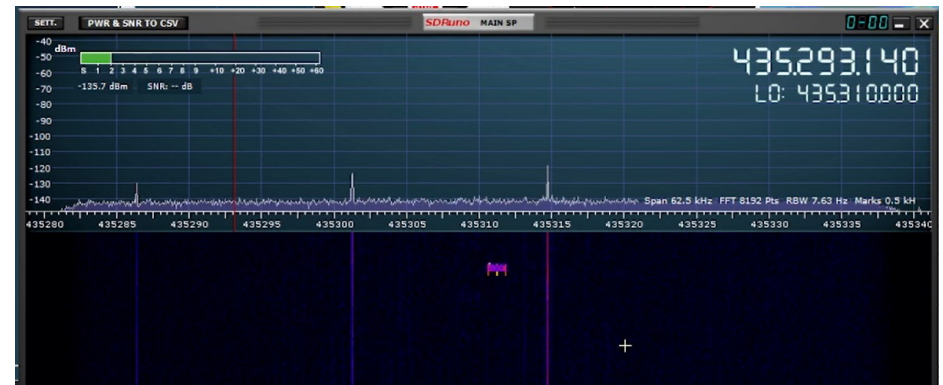 SETT. PWR & SNR TO CSV SDRuno MAIN SP 0-00
-40 dBm
-50
S 1 2 3 4 5 6 7 8 9 +10 +20 +30 +40 +50 +60
-60
-135.7 dBm SNR: -- dB
-70
-80
-90
-100
-110
-120
-130
-140
435.293.140
LO: 435.310.000
Span 62.5 kHz FFT 8192 Pts RBW 7.63 Hz Marks 0.5 kH
435280 435285 435290 435295 435300 435305 435310 435315 435320 435325 435330 435335 435340